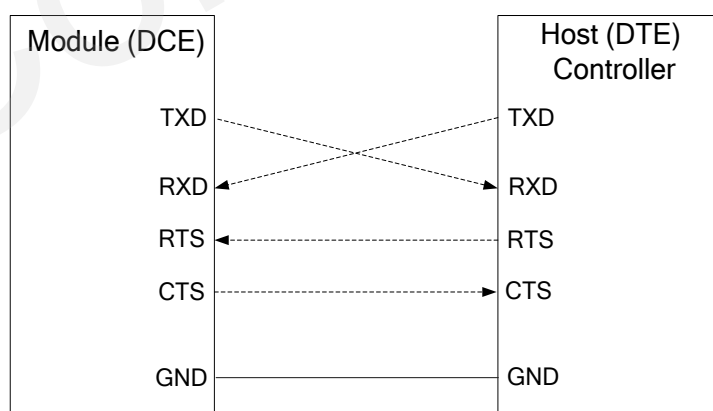 Module (DCE)
Host (DTE)
Controller
TXD
TXD
RXD
RXD
RTS
RTS
CTS
CTS
GND
GND